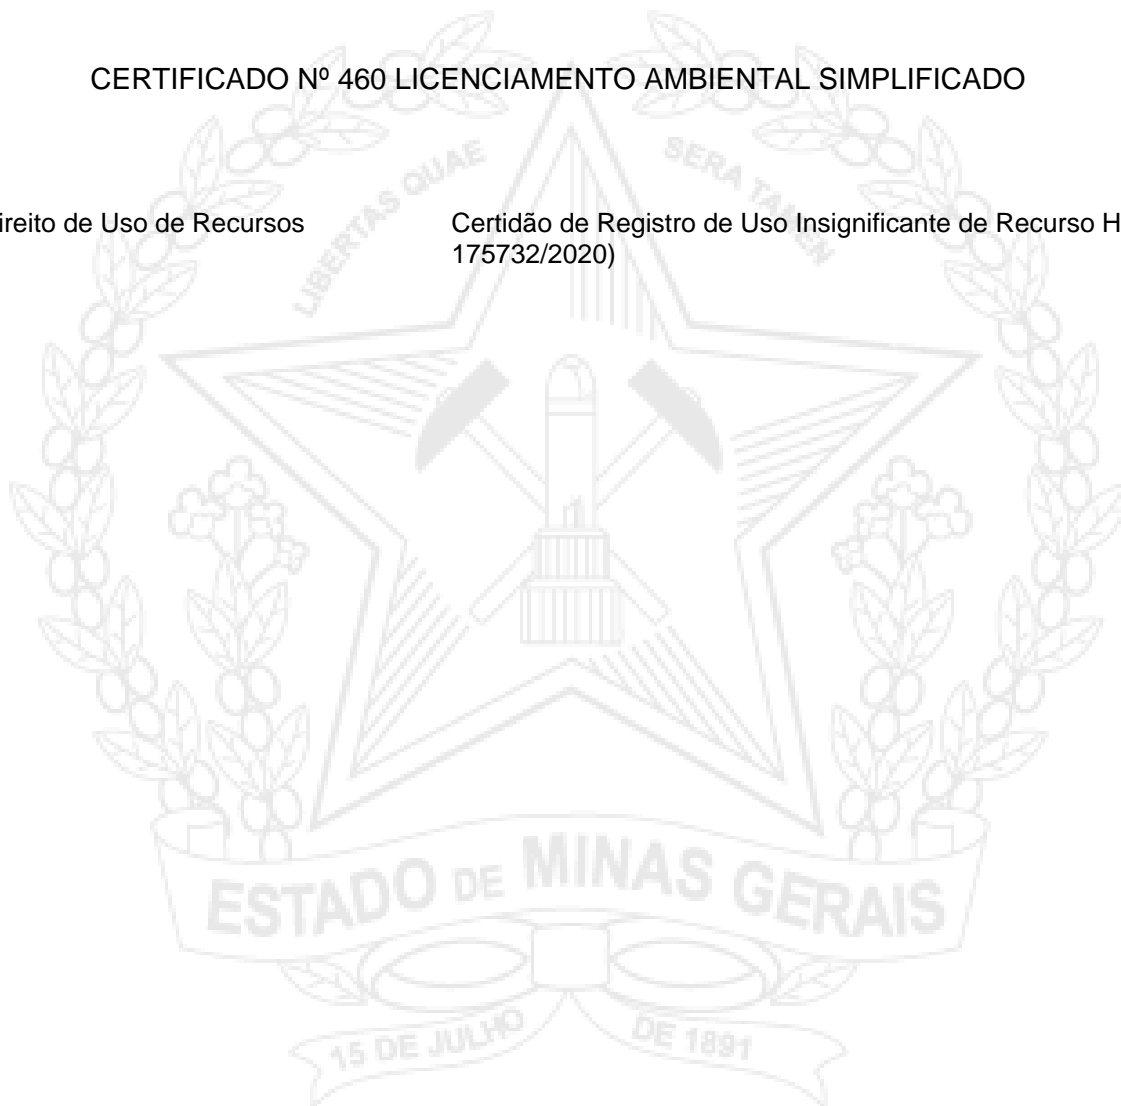 CERTIFICADO Nº 460 LICENCIAMENTO AMBIENTAL SIMPLIFICADO
LIBERTAS QUAE SERA TAMEN
ireito de Uso de Recursos
Certidão de Registro de Uso Insignificante de Recurso H
175732/2020)
ESTADO DE MINAS GERAIS
15 DE JULHO DE 1891